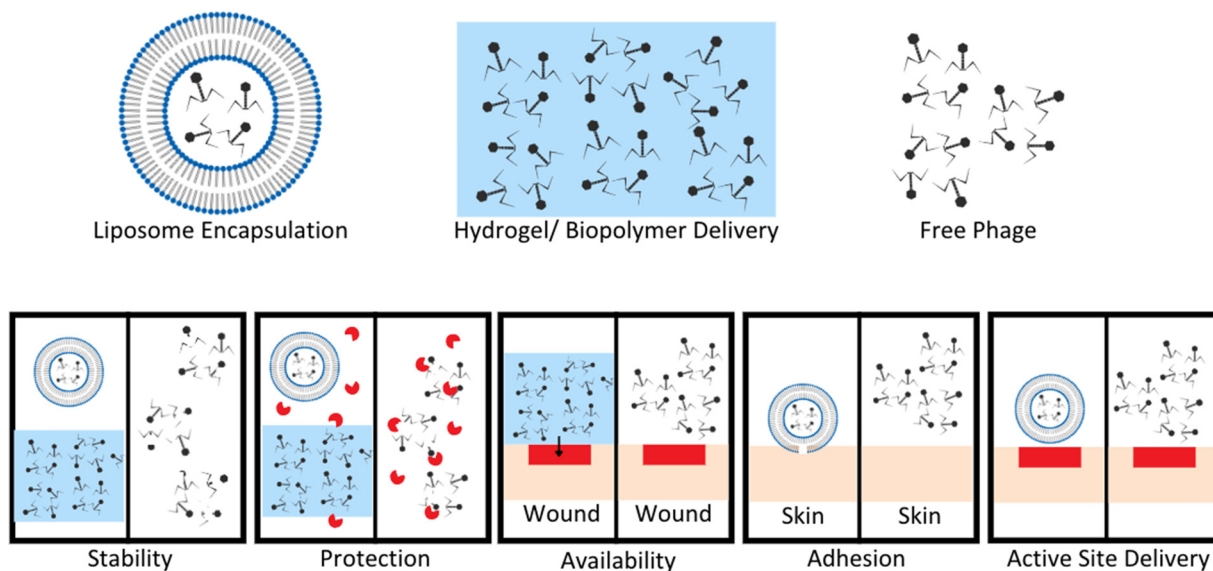 Liposome Encapsulation
Hydrogel/ Biopolymer Delivery
Free Phage
Wound
Wound
Skin
Skin
Stability
Protection
Availability
Adhesion
Active Site Delivery